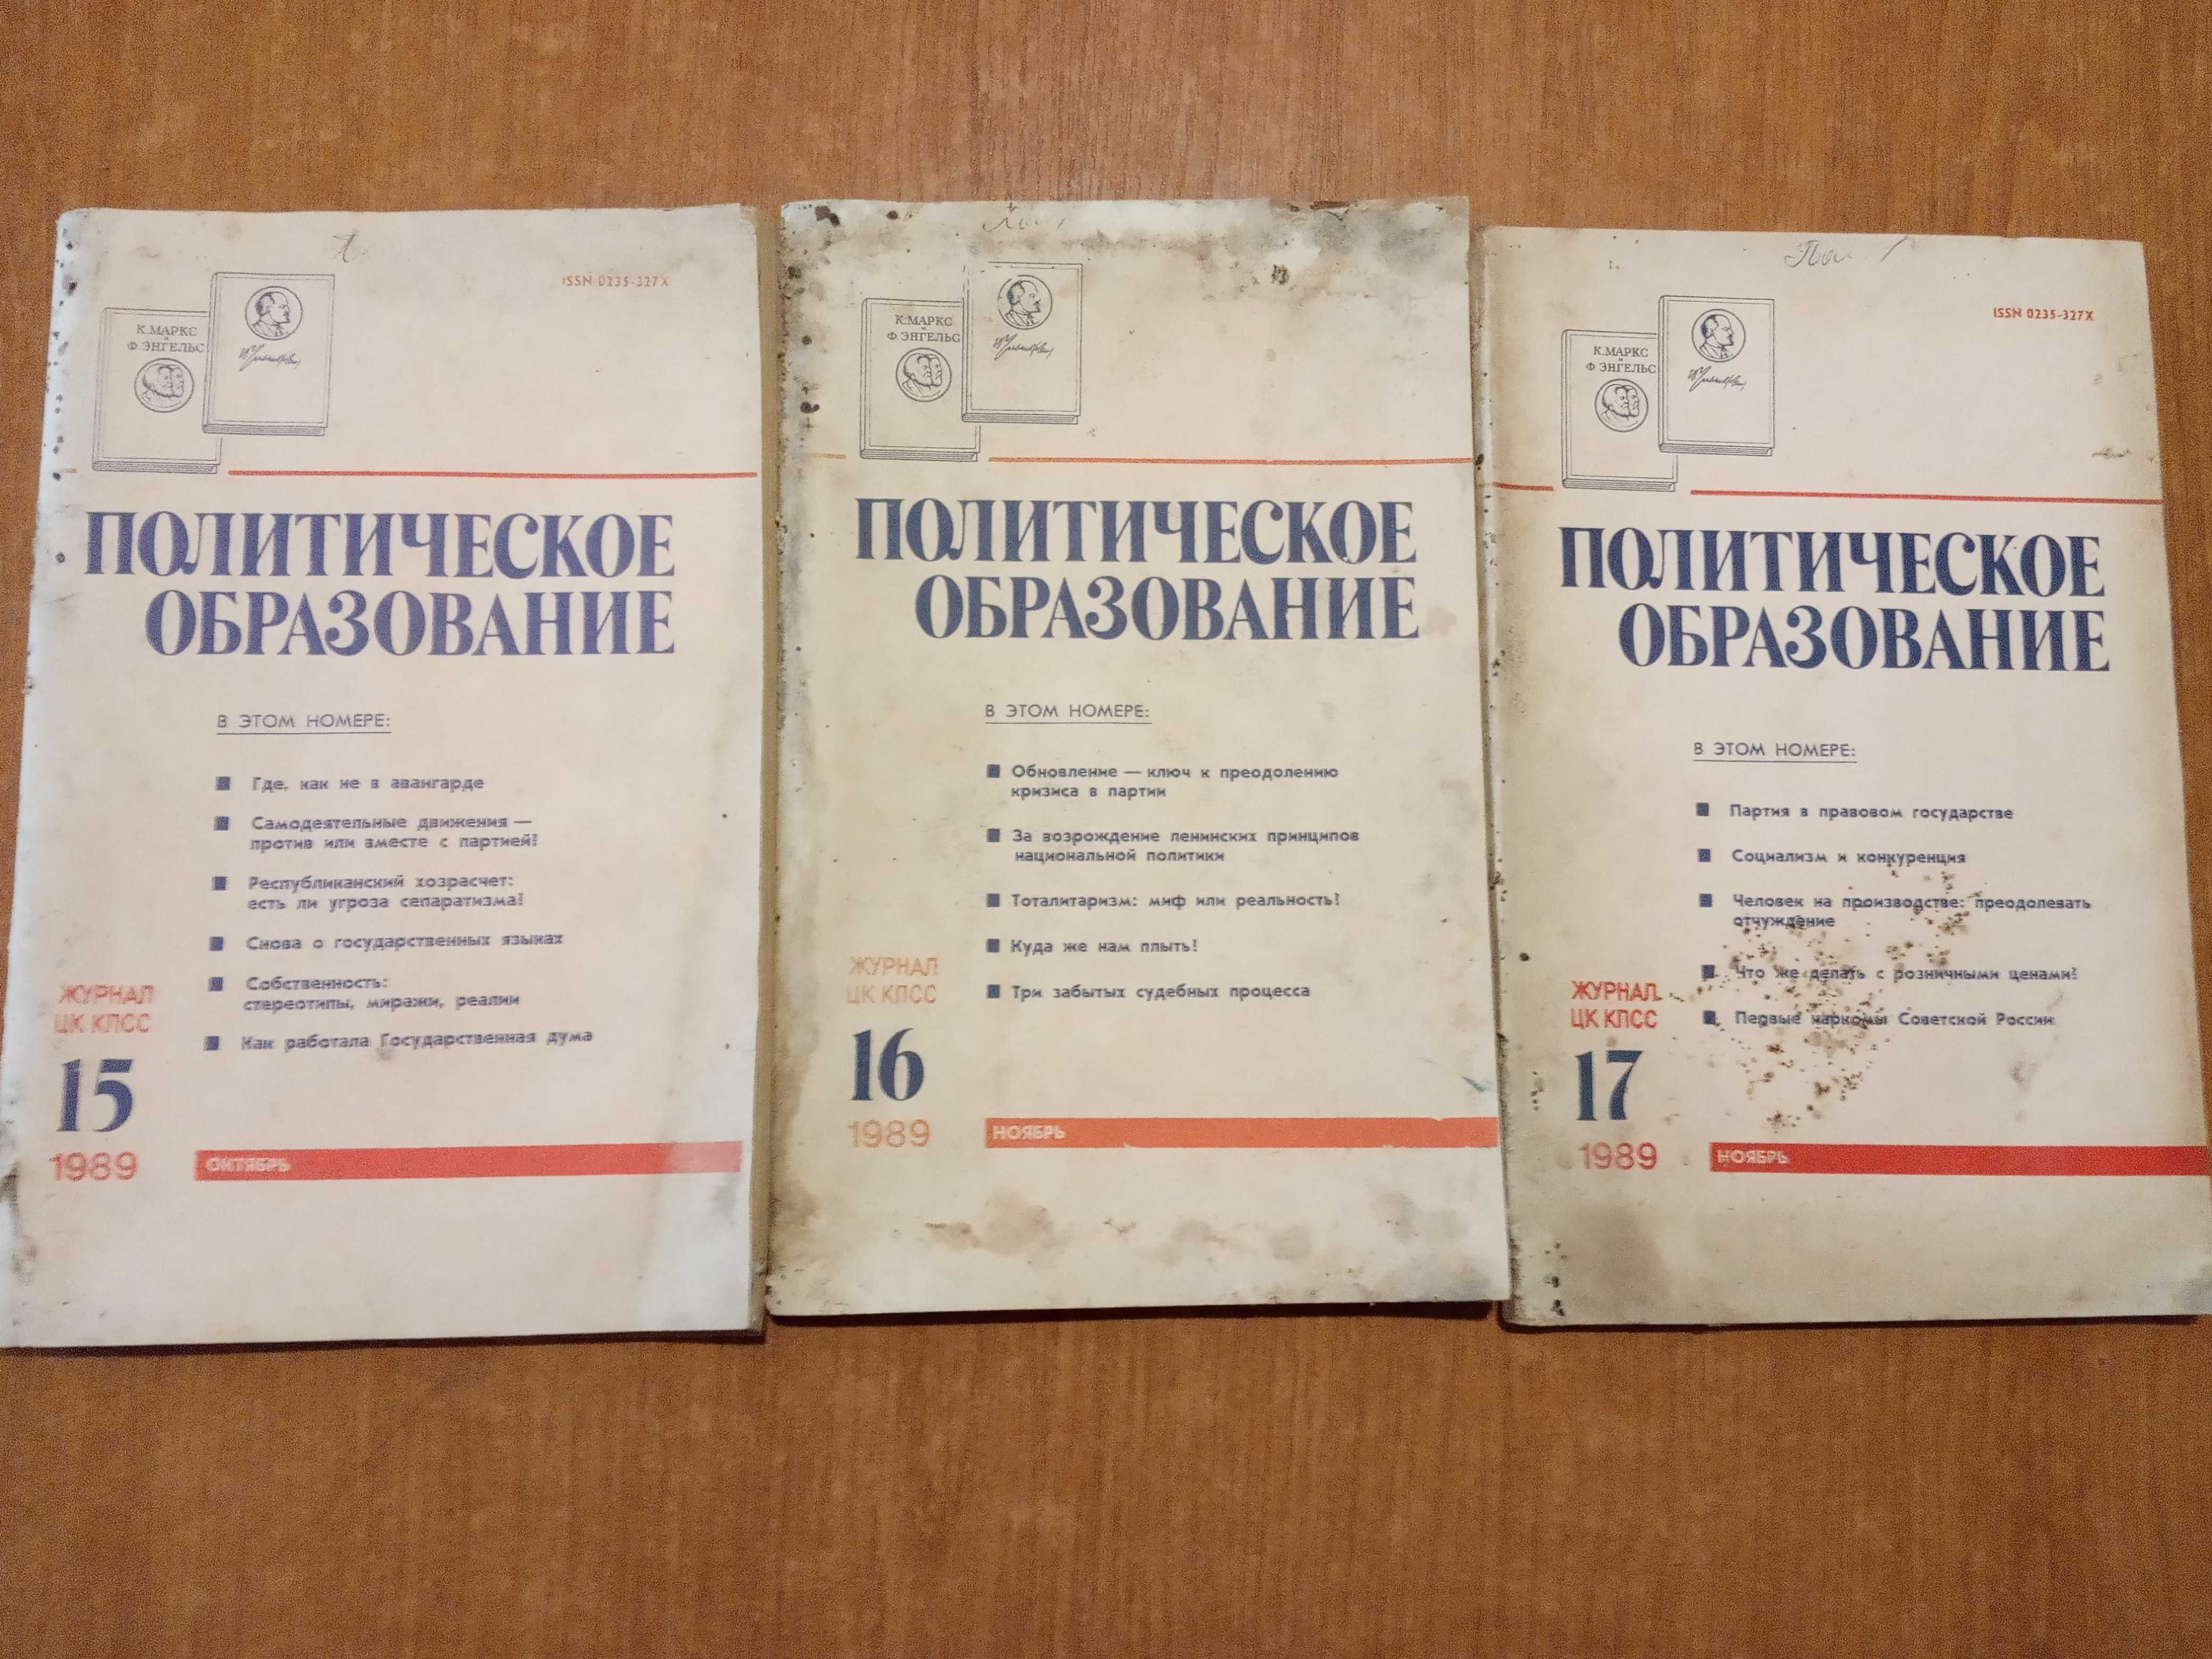 ISSN 0235-327X
К. МАРКС
и
Ф. ЭНГЕЛЬС
ПОЛИТИЧЕСКОЕ
ОБРАЗОВАНИЕ
В ЭТОМ НОМЕРЕ:
Где, как не в авангарде
Самодеятельные движения —
против или вместе с партией?
Республиканский хозрасчет:
есть ли угроза сепаратизма?
Снова о государственных языках
Собственность:
стереотипы, миражи, реалии
Как работала Государственная дума
ЖУРНАЛ
ЦК КПСС
15
1989
ОКТЯБРЬ
К. МАРКС
и
Ф. ЭНГЕЛЬС
ПОЛИТИЧЕСКОЕ
ОБРАЗОВАНИЕ
В ЭТОМ НОМЕРЕ:
Обновление — ключ к преодолению
кризиса в партии
За возрождение ленинских принципов
национальной политики
Тоталитаризм: миф или реальность?
Куда же нам плыть?
Три забытых судебных процесса
ЖУРНАЛ
ЦК КПСС
16
1989
НОЯБРЬ
ISSN 0235-327X
К. МАРКС
и
Ф. ЭНГЕЛЬС
ПОЛИТИЧЕСКОЕ
ОБРАЗОВАНИЕ
В ЭТОМ НОМЕРЕ:
Партия в правовом государстве
Социализм и конкуренция
Человек на производстве: преодолевать
отчуждение
Что же делать с розничными ценами?
Первые наркомы Советской России
ЖУРНАЛ
ЦК КПСС
17
1989
НОЯБРЬ